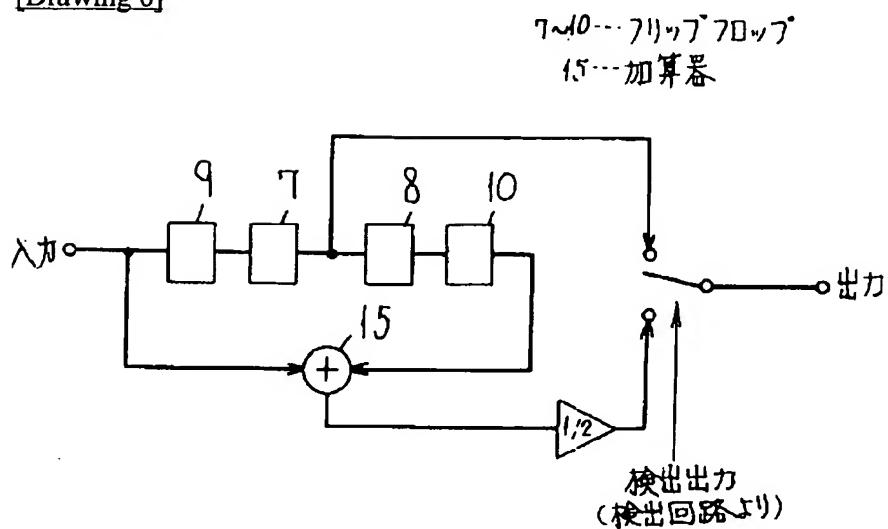 [Drawing 6]
7~10…フリップフロップ
15…加算器
9
7
8
10
入力
出力
15
+
1/2
検出出力
(検出回路より)